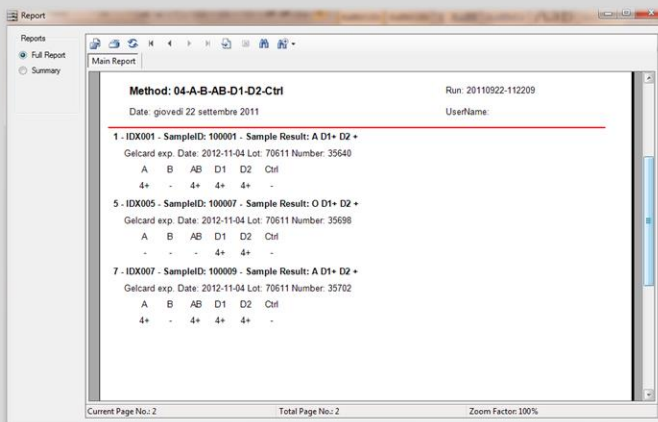 Report
Reports
Full Report
Summary
Main Report
Method: 04-A-B-AB-D1-D2-Ctrl Run: 20110922-112209
Date: giovedì 22 settembre 2011 UserName:
1 - IDX001 - SampleID: 100001 - Sample Result: A D1+ D2 +
Gelcard exp. Date: 2012-11-04 Lot: 70611 Number: 35640
A B AB D1 D2 Ctrl
4+ - 4+ 4+ 4+ -
5 - IDX005 - SampleID: 100007 - Sample Result: O D1+ D2 +
Gelcard exp. Date: 2012-11-04 Lot: 70611 Number: 35698
A B AB D1 D2 Ctrl
- - - 4+ 4+ -
7 - IDX007 - SampleID: 100009 - Sample Result: A D1+ D2 +
Gelcard exp. Date: 2012-11-04 Lot: 70611 Number: 35702
A B AB D1 D2 Ctrl
4+ - 4+ 4+ 4+ -
Current Page No.: 2 Total Page No.: 2 Zoom Factor: 100%